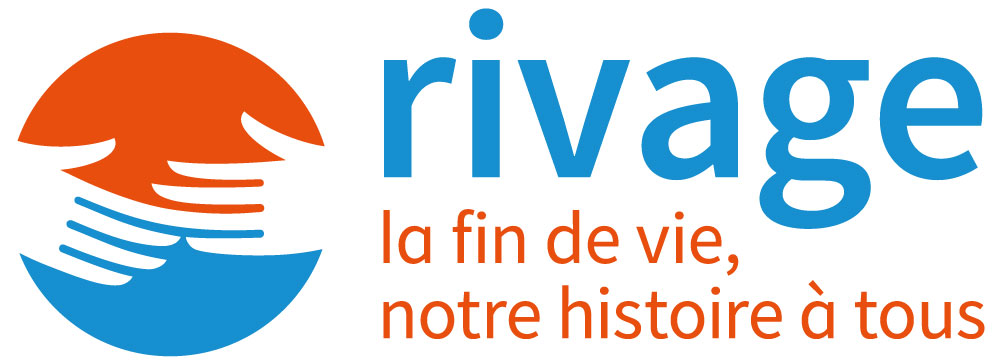 rivage
la fin de vie,
notre histoire à tous